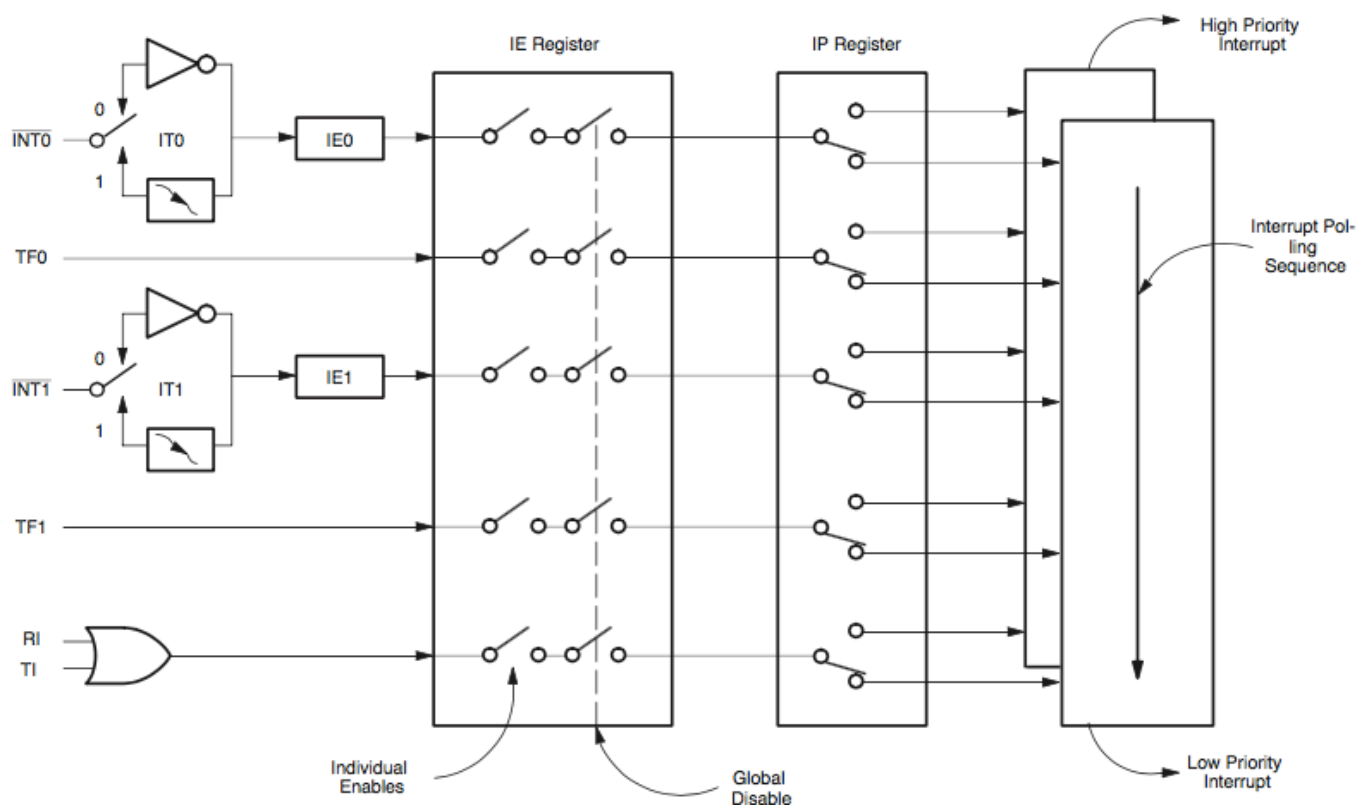 IE Register
IP Register
High Priority
Interrupt
0
INT0
IT0
IE0
1
TF0
Interrupt Pol-
ling
Sequence
0
INT1
IT1
IE1
1
TF1
RI
TI
Individual
Enables
Global
Disable
Low Priority
Interrupt